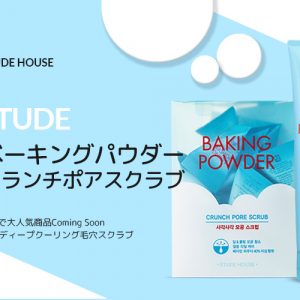 UDE HOUSE
TUDE
ベーキングパウダー
ランチポアスクラブ
で大人気商品Coming Soon
ディープクーリング毛穴スクラブ
BAKING
POWDER
CRUNCH PORE SCRUB
사각사각 모공 스크럽
ETUDE HOUSE